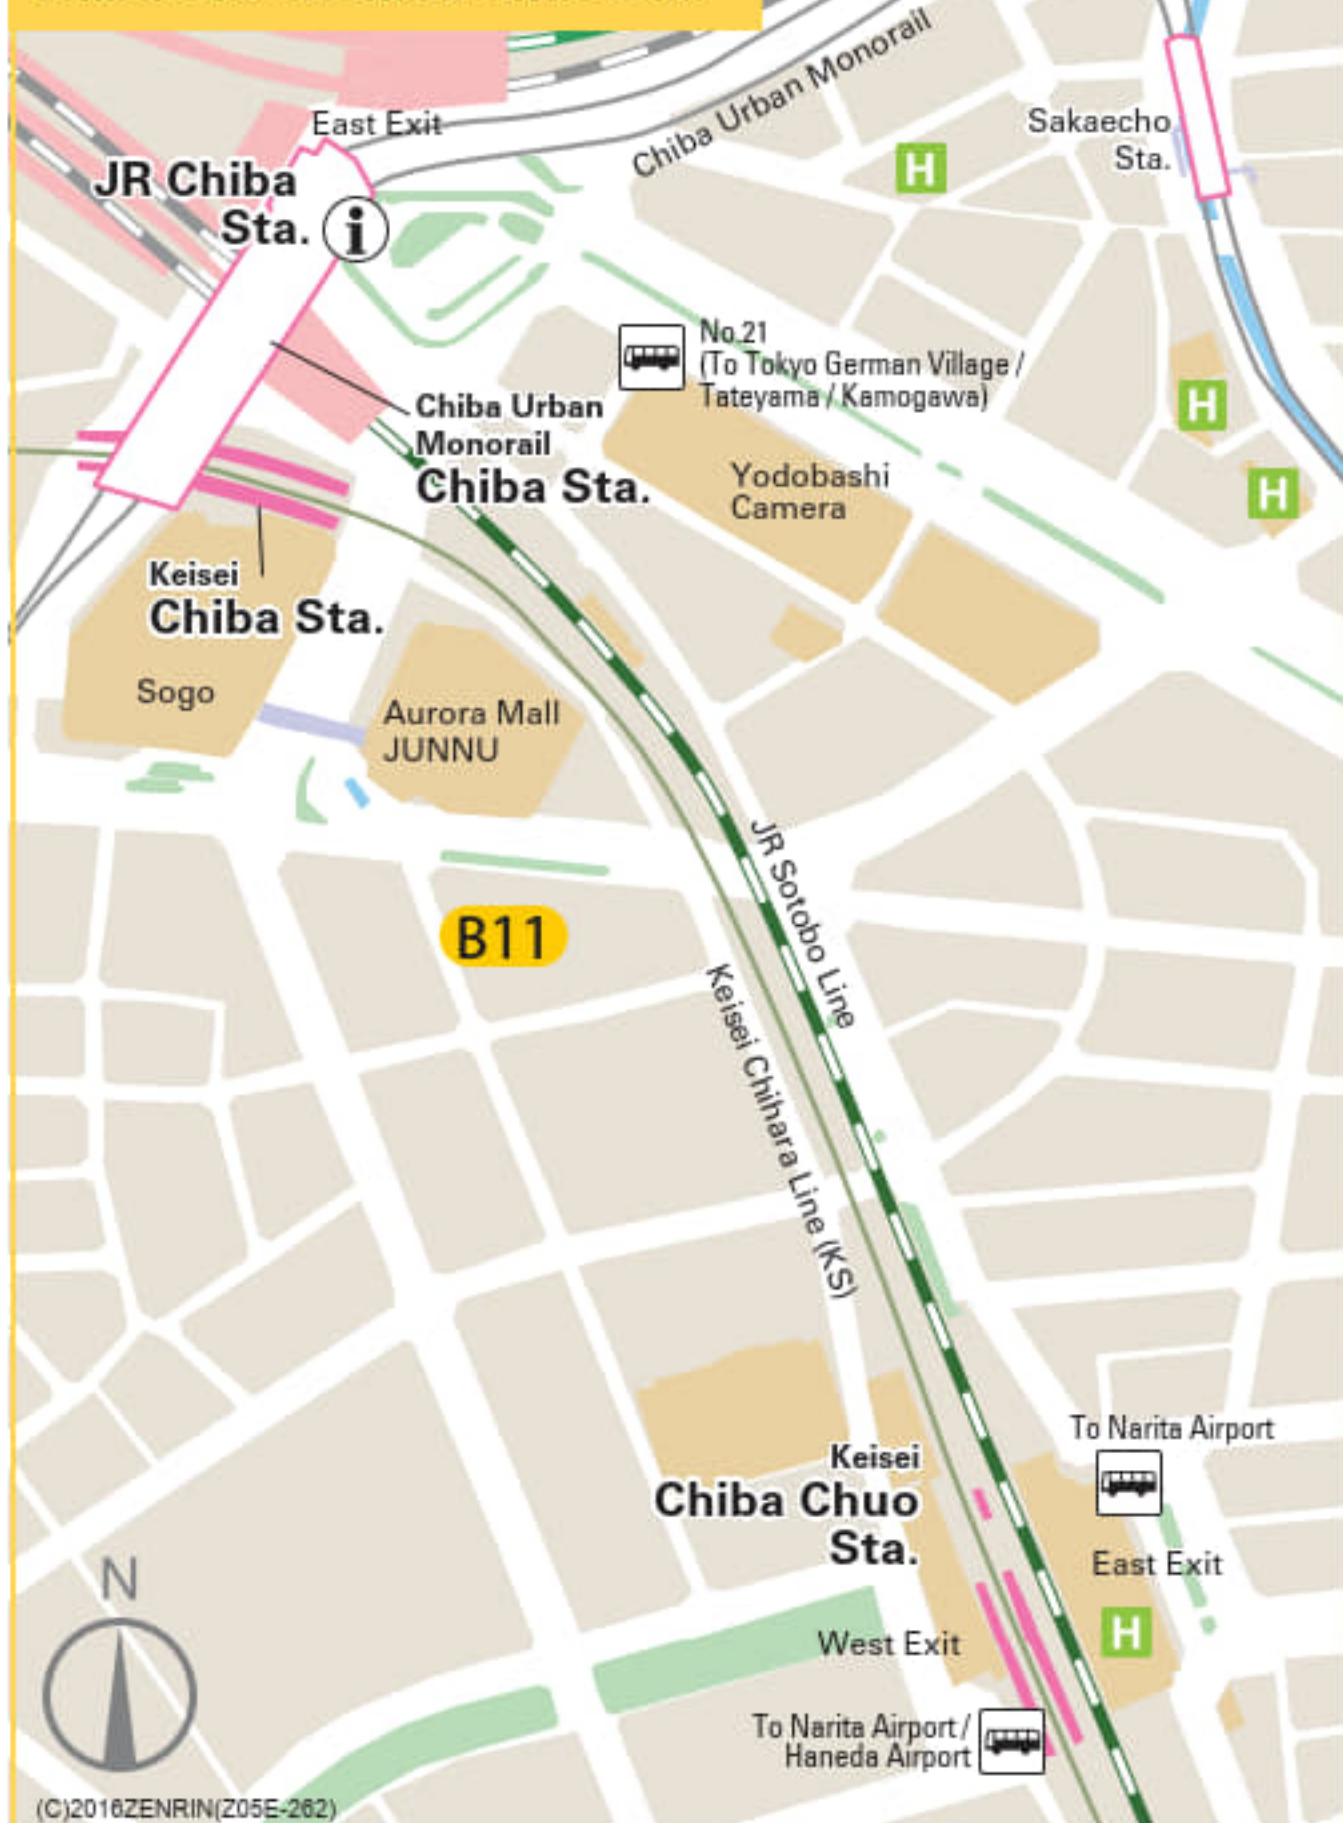 East Exit
Chiba Urban Monorail
JR Chiba
Sta.
i
Sakaecho
Sta.
H
No.21
(To Tokyo German Village /
Tateyama / Kamogawa)
Chiba Urban
Monorail
Chiba Sta.
H
Yodobashi
Camera
H
Keisei
Chiba Sta.
Sogo
Aurora Mall
JUNNU
JR Sotobo Line
B11
Keisei Chihara Line (KS)
To Narita Airport
Keisei
Chiba Chuo
Sta.
East Exit
West Exit
H
To Narita Airport /
Haneda Airport
N
(C)2016ZENRIN(Z05E-262)